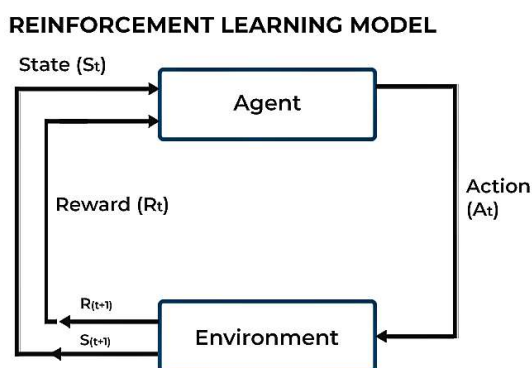 REINFORCEMENT LEARNING MODEL
State (St)
Agent
Reward (Rt)
Action
(At)
R(t+1)
S(t+1)
Environment